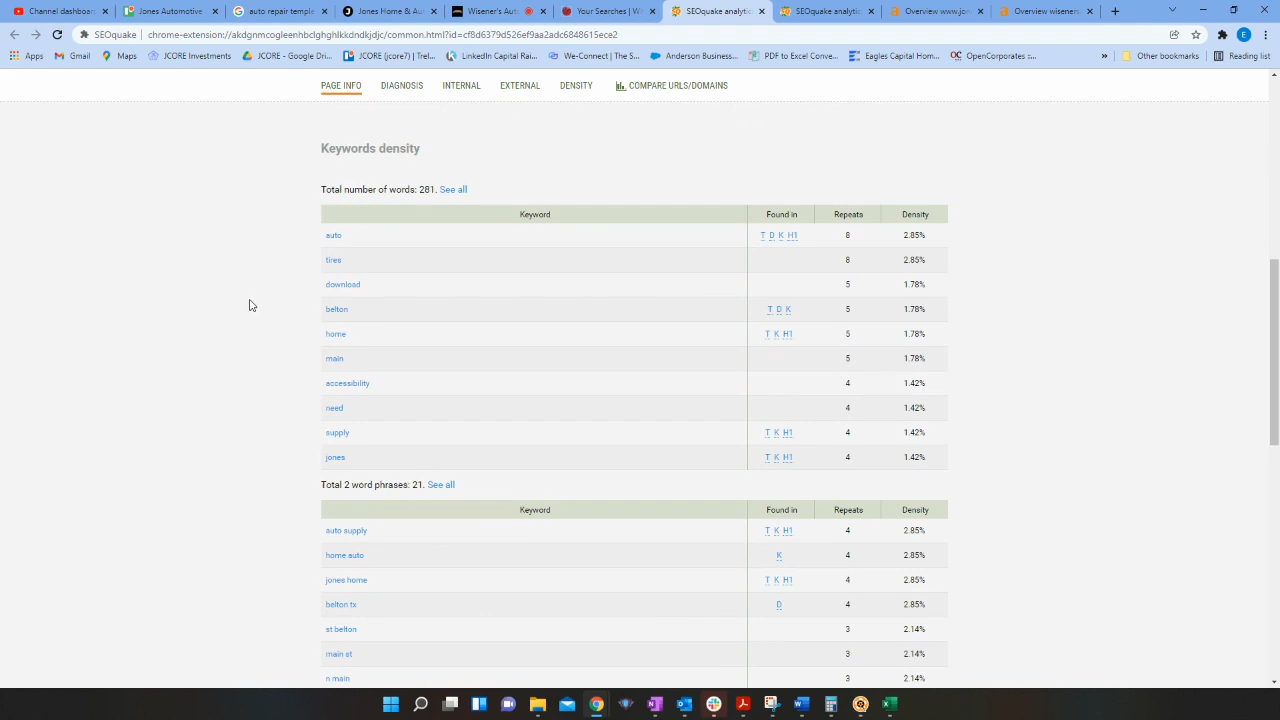 Channel dashboard
Jones Automotive
auto repair temple
Jones Home & Au
Wisener's Aut
Your Searches | W
SEOquake analytic
SEOquake analytic
Overview www.jon
Overview wiseners
SEOquake | chrome-extension://akdgnmcogleenhbclghghlkkdndkjdjc/common.html?id=cf8d6379d526ef9aa2adc6848615ece2
Apps Gmail Maps JCORE Investments JCORE - Google Dri... JCORE (jcore7) | Tr... LinkedIn Capital Rai... We-Connect | The S... Salesforce PDF to Excel Conve... Eagles Capital Hom... OpenCorporates ::... » Other bookmarks Reading list
PAGE INFO DIAGNOSIS INTERNAL EXTERNAL DENSITY COMPARE URLS/DOMAINS
Keywords density
Total number of words: 281. See all
Keyword Found in Repeats Density
auto T D K H1 8 2.85%
tires 8 2.85%
download 5 1.78%
belton T D K 5 1.78%
home T K H1 5 1.78%
main 5 1.78%
accessibility 4 1.42%
need 4 1.42%
supply T K H1 4 1.42%
jones T K H1 4 1.42%
Total 2 word phrases: 21. See all
Keyword Found in Repeats Density
auto supply T K H1 4 2.85%
home auto K 4 2.85%
jones home T K H1 4 2.85%
belton tx D 4 2.85%
st belton 3 2.14%
main st 3 2.14%
n main 3 2.14%